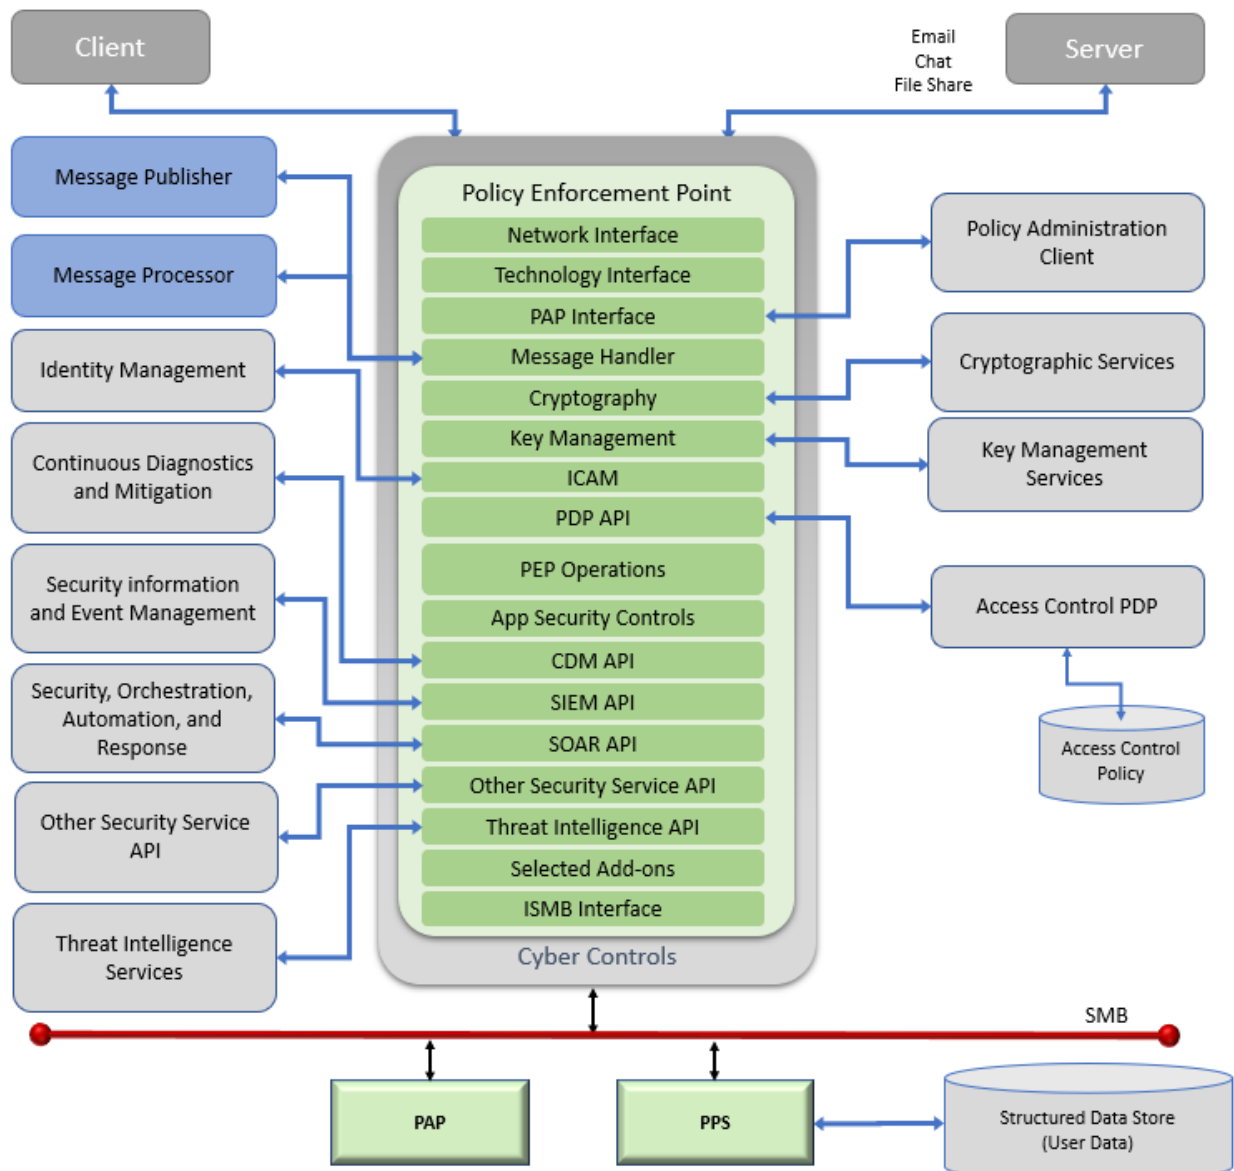 Client
Email
Chat
File Share
Server
Message Publisher
Message Processor
Identity Management
Continuous Diagnostics
and Mitigation
Security information
and Event Management
Security, Orchestration,
Automation, and
Response
Other Security Service
API
Threat Intelligence
Services
Policy Enforcement Point
Network Interface
Technology Interface
PAP Interface
Message Handler
Cryptography
Key Management
ICAM
PDP API
PEP Operations
App Security Controls
CDM API
SIEM API
SOAR API
Other Security Service API
Threat Intelligence API
Selected Add-ons
ISMB Interface
Cyber Controls
Policy Administration
Client
Cryptographic Services
Key Management
Services
Access Control PDP
Access Control
Policy
SMB
PAP
PPS
Structured Data Store
(User Data)